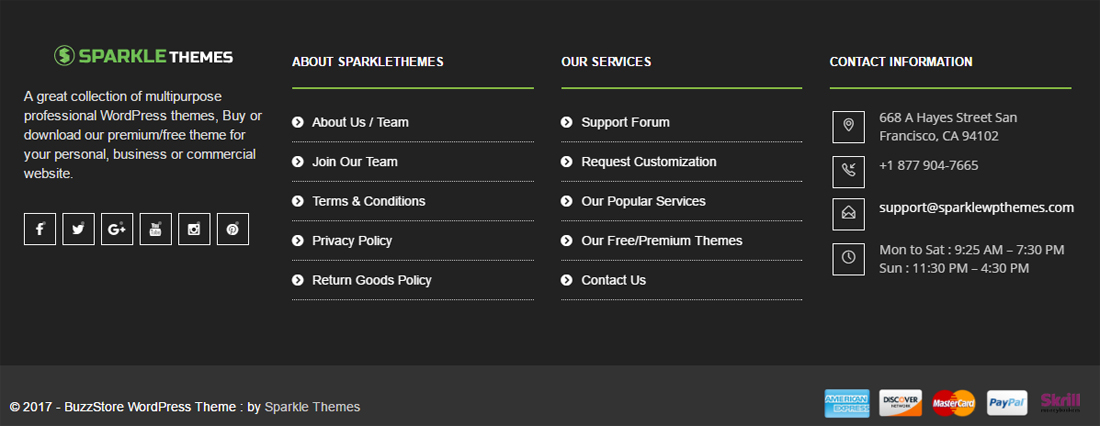 SPARKLE THEMES
A great collection of multipurpose
professional WordPress themes, Buy or
download our premium/free theme for
your personal, business or commercial
website.
ABOUT SPARKLETHEMES
About Us / Team
Join Our Team
Terms & Conditions
Privacy Policy
Return Goods Policy
OUR SERVICES
Support Forum
Request Customization
Our Popular Services
Our Free/Premium Themes
Contact Us
CONTACT INFORMATION
668 A Hayes Street San
Francisco, CA 94102
+1 877 904-7665
support@sparklewpthemes.com
Mon to Sat : 9:25 AM – 7:30 PM
Sun : 11:30 PM – 4:30 PM
© 2017 - BuzzStore WordPress Theme : by Sparkle Themes
AMERICAN
EXPRESS
DISCOVER
NETWORK
MasterCard
PayPal
Skrill